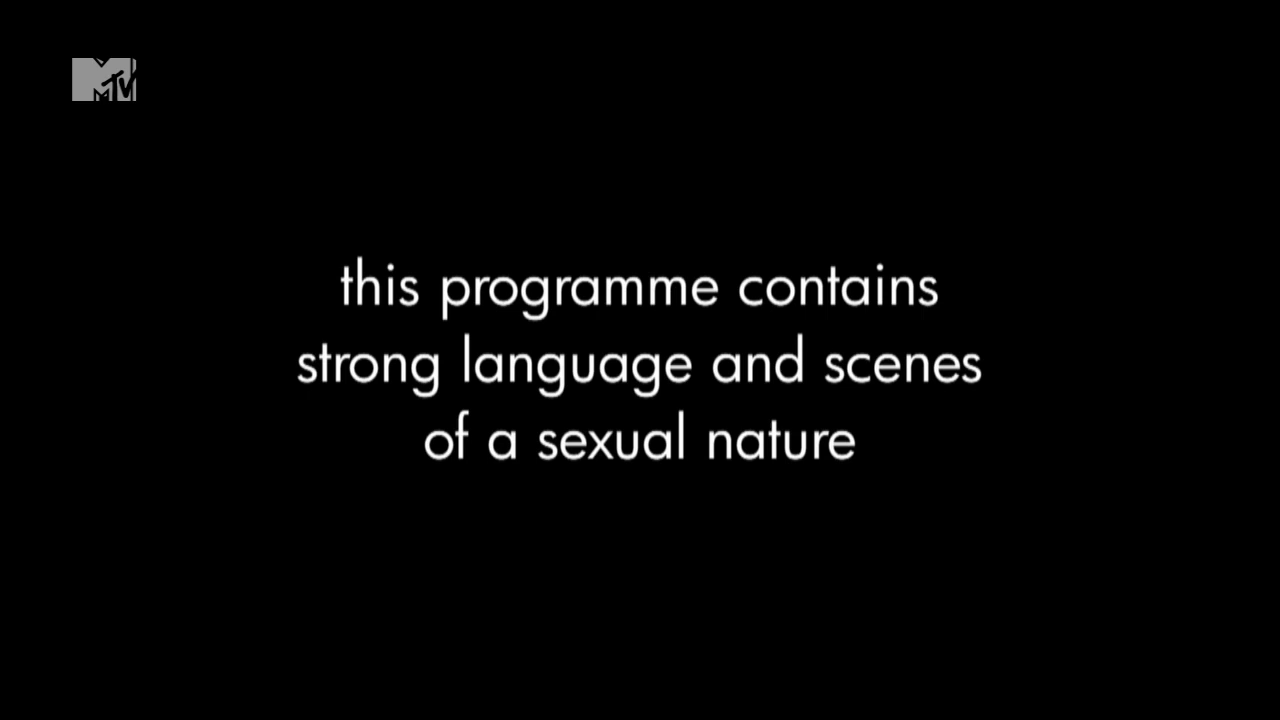 MTV
this programme contains
strong language and scenes
of a sexual nature